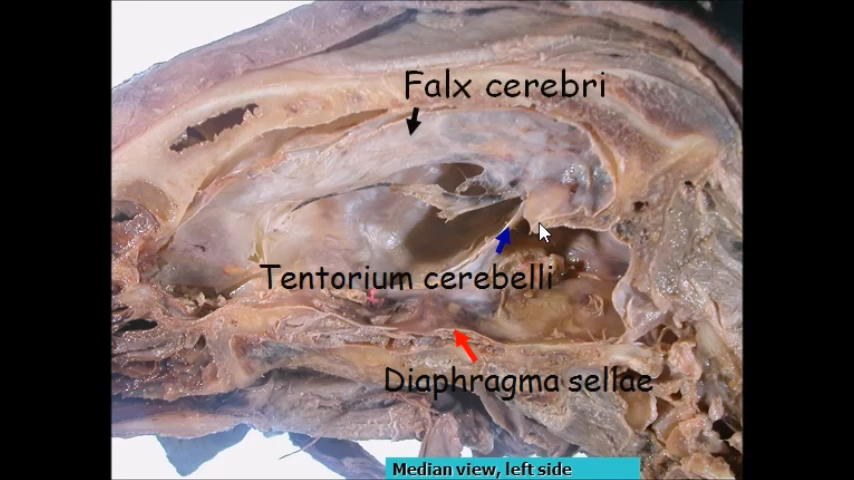 Falx cerebri
Tentorium cerebelli
Diaphragma sellae
Median view, left side